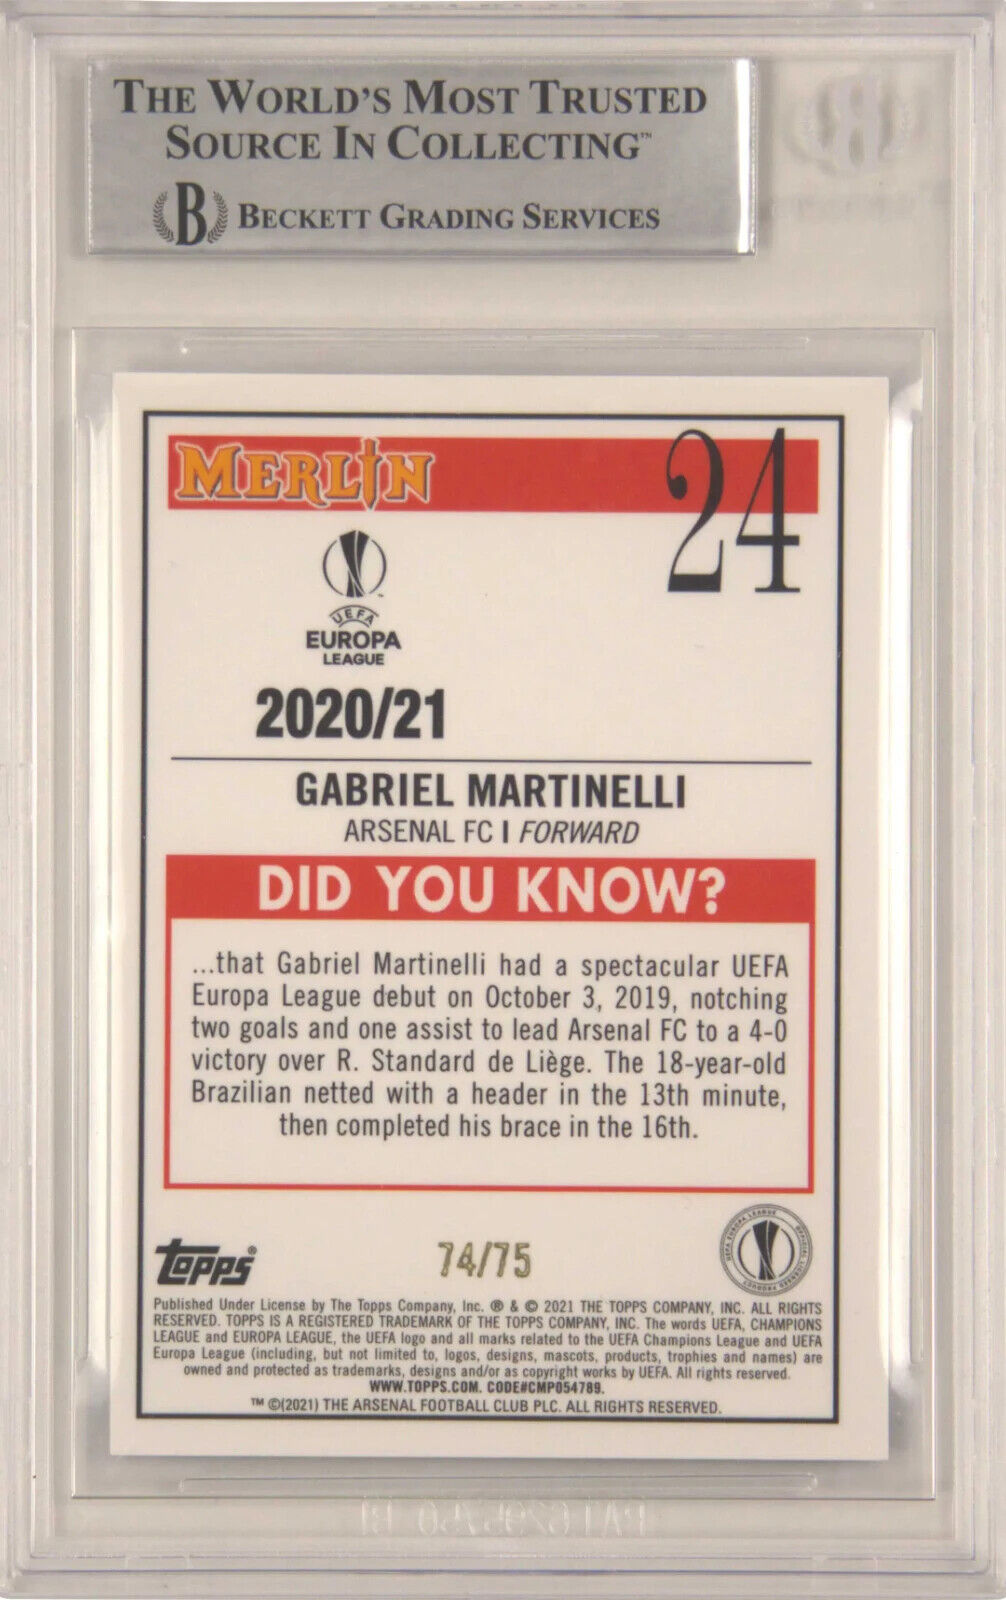 THE WORLD'S MOST TRUSTED
SOURCE IN COLLECTING™
B BECKETT GRADING SERVICES
MERLIN
24
UEFA
EUROPA
LEAGUE
2020/21
GABRIEL MARTINELLI
ARSENAL FC | FORWARD
DID YOU KNOW?
...that Gabriel Martinelli had a spectacular UEFA
Europa League debut on October 3, 2019, notching
two goals and one assist to lead Arsenal FC to a 4-0
victory over R. Standard de Liège. The 18-year-old
Brazilian netted with a header in the 13th minute,
then completed his brace in the 16th.
topps®
74/75
UEFA EUROPA LEAGUE OFFICIAL LICENSED PRODUCT
Published Under License by The Topps Company, Inc. ® & © 2021 THE TOPPS COMPANY, INC. ALL RIGHTS
RESERVED. TOPPS IS A REGISTERED TRADEMARK OF THE TOPPS COMPANY, INC. The words UEFA, CHAMPIONS
LEAGUE and EUROPA LEAGUE, the UEFA logo and all marks related to the UEFA Champions League and UEFA
Europa League (including, but not limited to, logos, designs, mascots, products, trophies and names) are
owned and protected as trademarks, designs and/or as copyright works by UEFA. All rights reserved.
WWW.TOPPS.COM. CODE#CMP054789.
™ ©(2021) THE ARSENAL FOOTBALL CLUB PLC. ALL RIGHTS RESERVED.